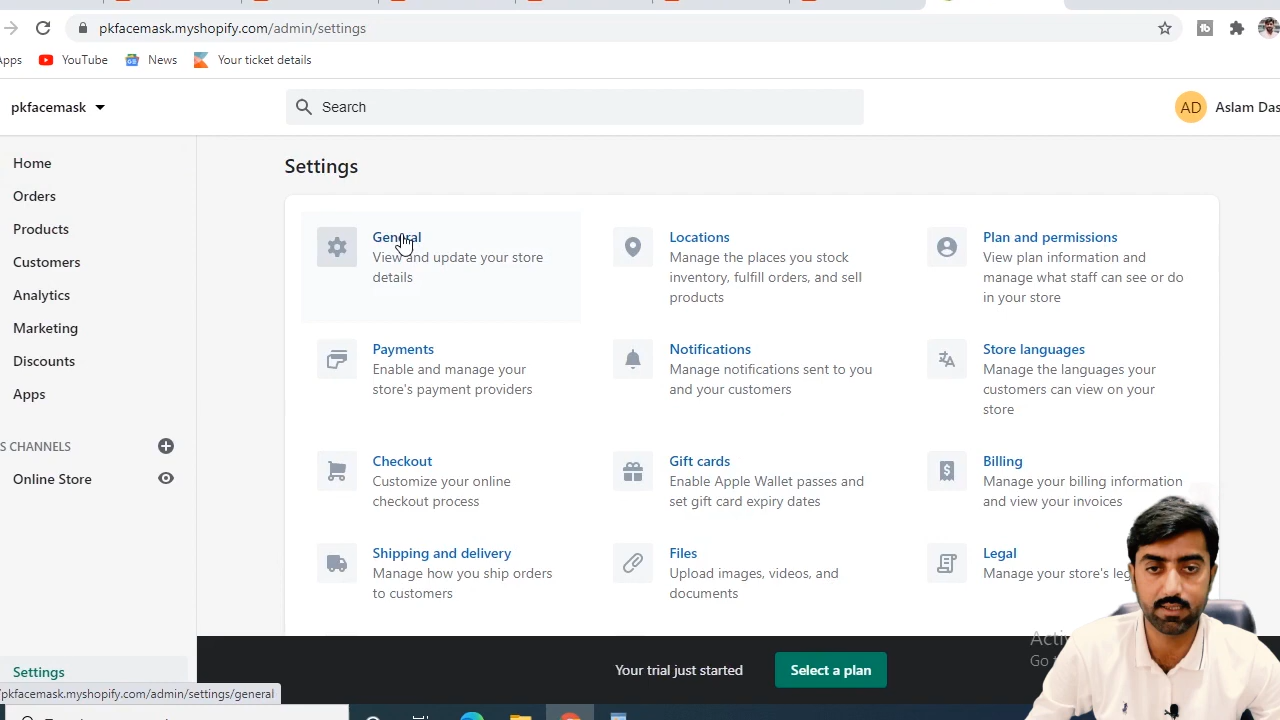 pkfacemask.myshopify.com/admin/settings
Apps YouTube News Your ticket details
pkfacemask
Search
AD Aslam Das
Home
Orders
Products
Customers
Analytics
Marketing
Discounts
Apps
S CHANNELS
Online Store
Settings
Settings
General
View and update your store
details
Locations
Manage the places you stock
inventory, fulfill orders, and sell
products
Plan and permissions
View plan information and
manage what staff can see or do
in your store
Payments
Enable and manage your
store's payment providers
Notifications
Manage notifications sent to you
and your customers
Store languages
Manage the languages your
customers can view on your
store
Checkout
Customize your online
checkout process
Gift cards
Enable Apple Wallet passes and
set gift card expiry dates
Billing
Manage your billing information
and view your invoices
Shipping and delivery
Manage how you ship orders
to customers
Files
Upload images, videos, and
documents
Legal
Manage your store's leg
Your trial just started
Select a plan
Acti
Go
pkfacemask.myshopify.com/admin/settings/general